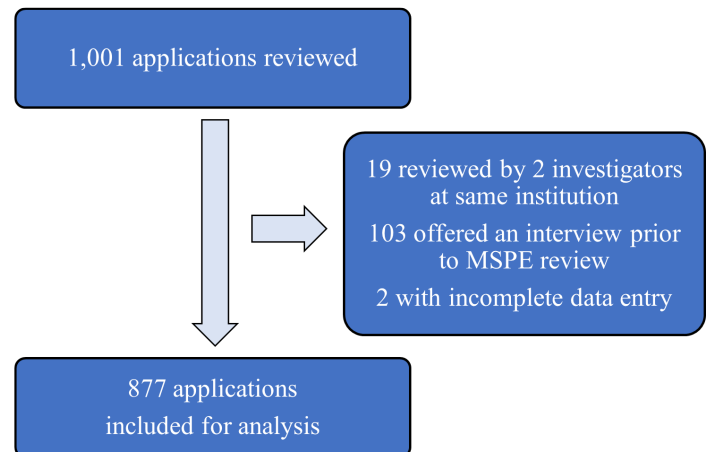 1,001 applications reviewed
19 reviewed by 2 investigators
at same institution
103 offered an interview prior
to MSPE review
2 with incomplete data entry
877 applications
included for analysis